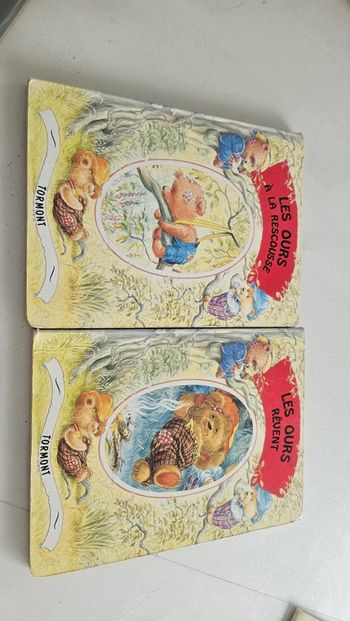 LES OURS
À LA RESCOUSSE
TORMONT
LES OURS
RÊVENT
TORMONT